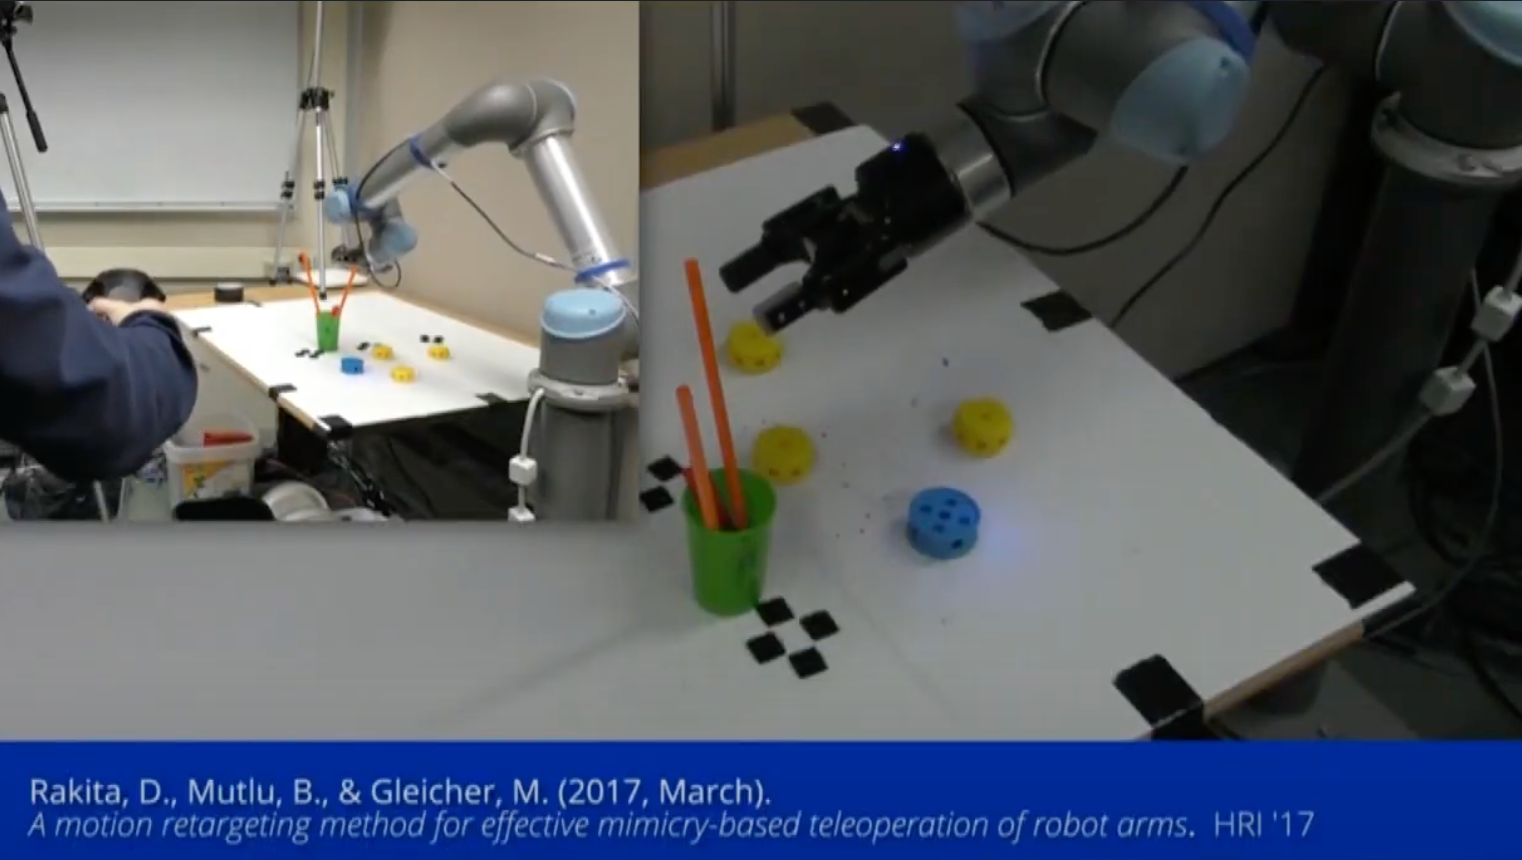 Rakita, D., Mutlu, B., & Gleicher, M. (2017, March).
A motion retargeting method for effective mimicry-based teleoperation of robot arms. HRI '17